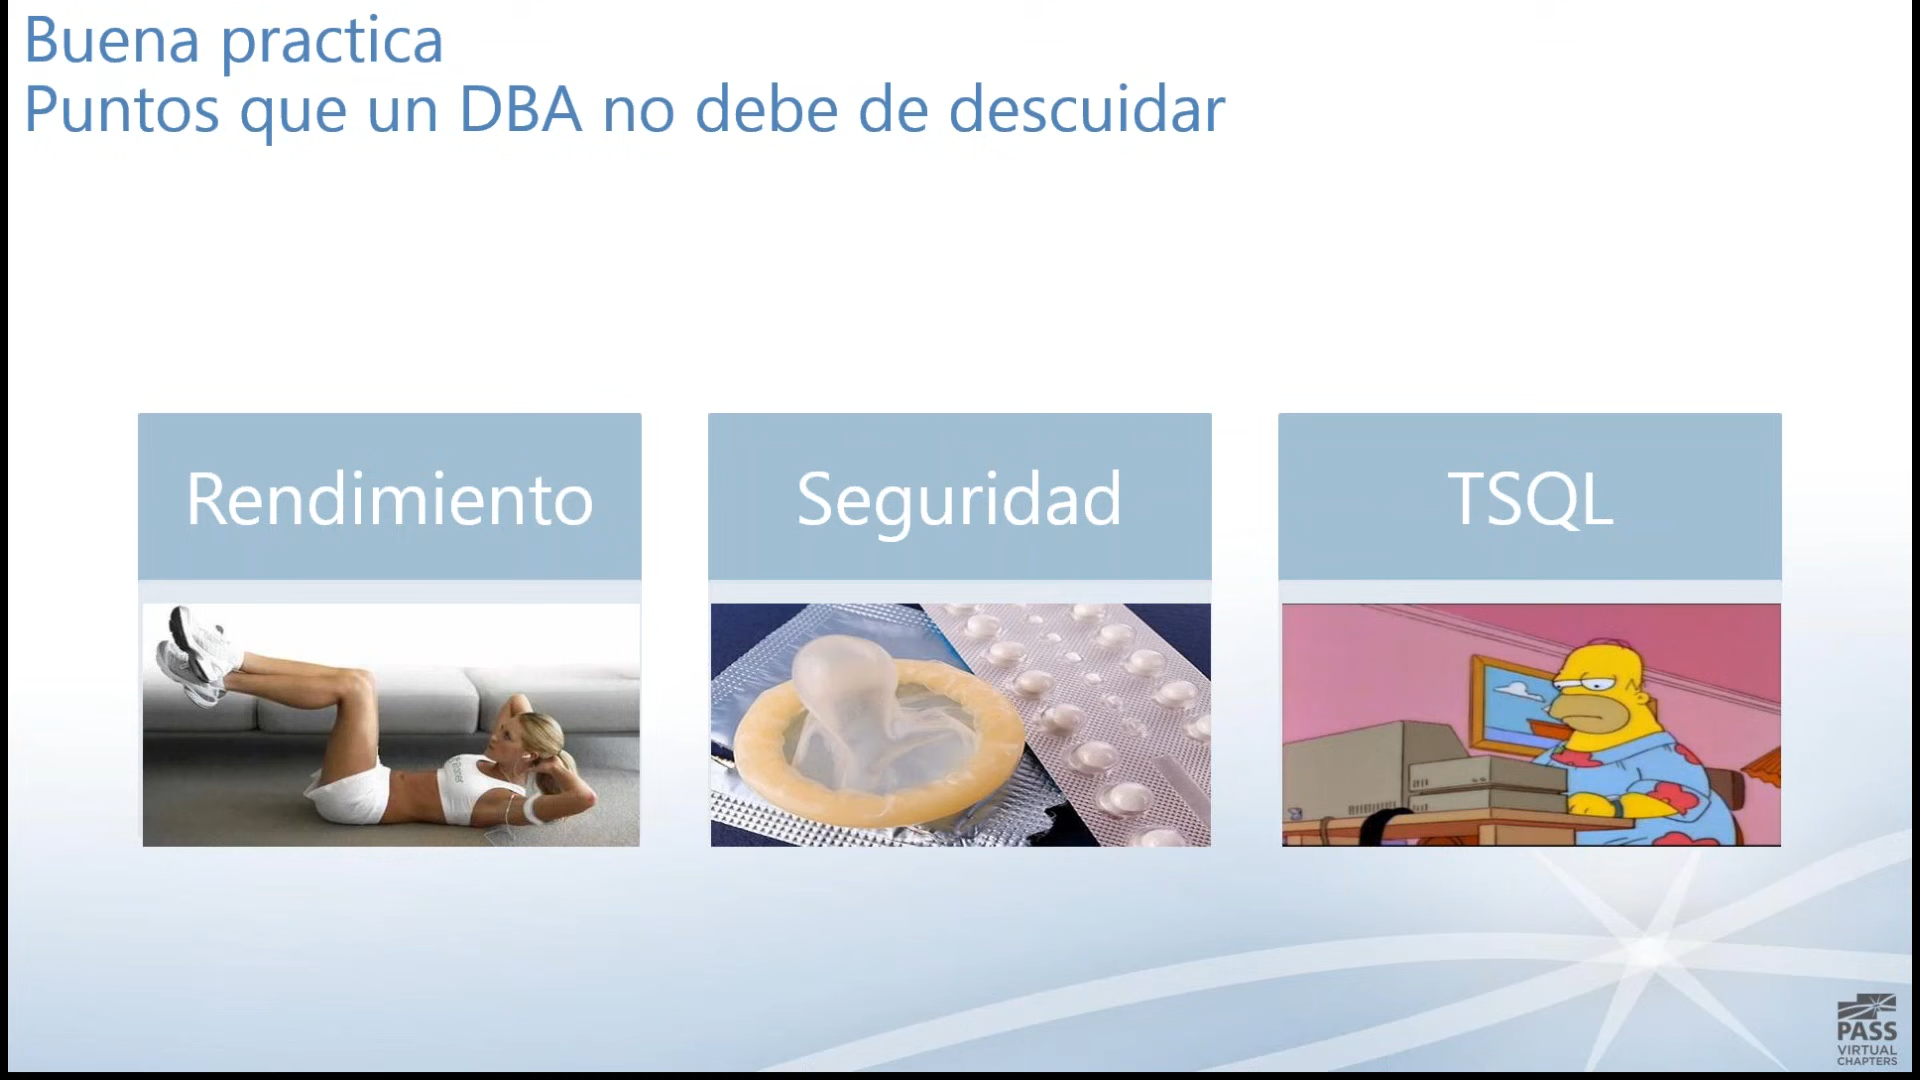 Buena practica
Puntos que un DBA no debe de descuidar
Rendimiento
Seguridad
TSQL
PASS
VIRTUAL
CHAPTERS